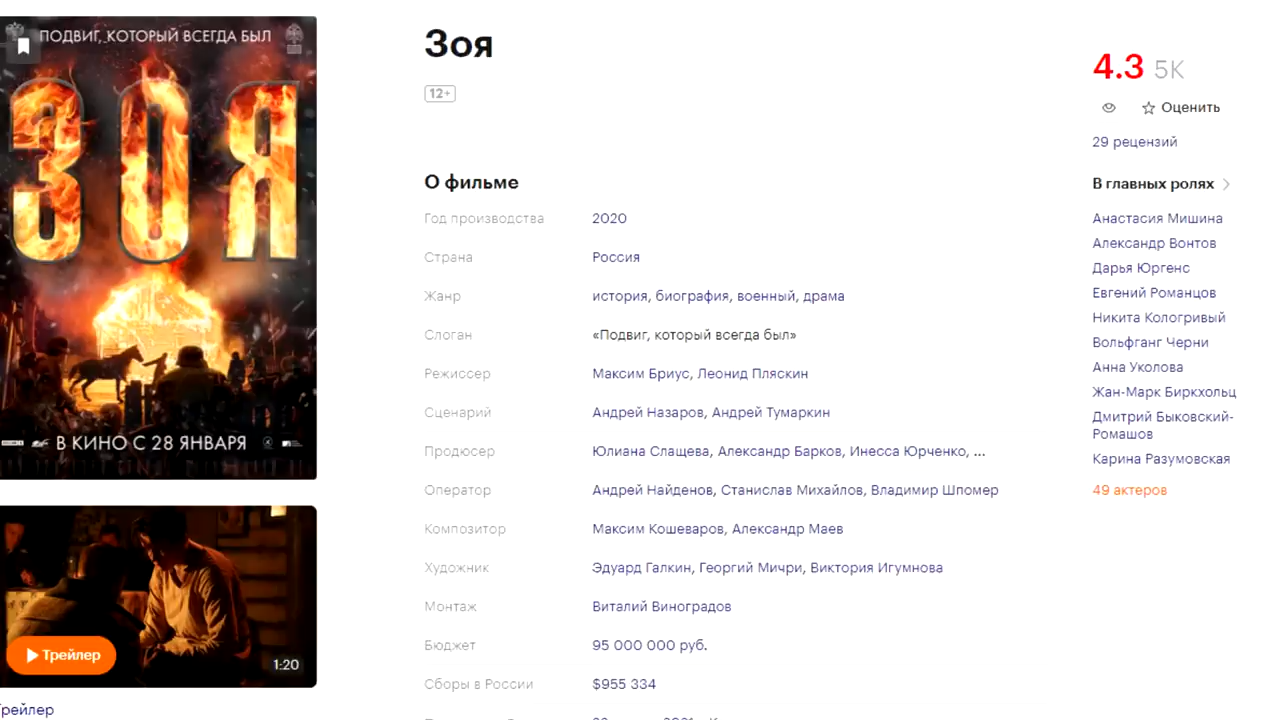 ПОДВИГ, КОТОРЫЙ ВСЕГДА БЫЛ
ЗОЯ
В КИНО С 28 ЯНВАРЯ
Трейлер
1:20
Трейлер
Зоя
12+
О фильме
Год производства 2020
Страна Россия
Жанр история, биография, военный, драма
Слоган «Подвиг, который всегда был»
Режиссер Максим Бриус, Леонид Пляскин
Сценарий Андрей Назаров, Андрей Тумаркин
Продюсер Юлиана Слащева, Александр Барков, Инесса Юрченко, ...
Оператор Андрей Найденов, Станислав Михайлов, Владимир Шпомер
Композитор Максим Кошеваров, Александр Маев
Художник Эдуард Галкин, Георгий Мичри, Виктория Игумнова
Монтаж Виталий Виноградов
Бюджет 95 000 000 руб.
Сборы в России $955 334
4.3 5K
Оценить
29 рецензий
В главных ролях
Анастасия Мишина
Александр Вонтов
Дарья Юргенс
Евгений Романцов
Никита Кологривый
Вольфганг Черни
Анна Уколова
Жан-Марк Биркхольц
Дмитрий Быковский-
Ромашов
Карина Разумовская
49 актеров